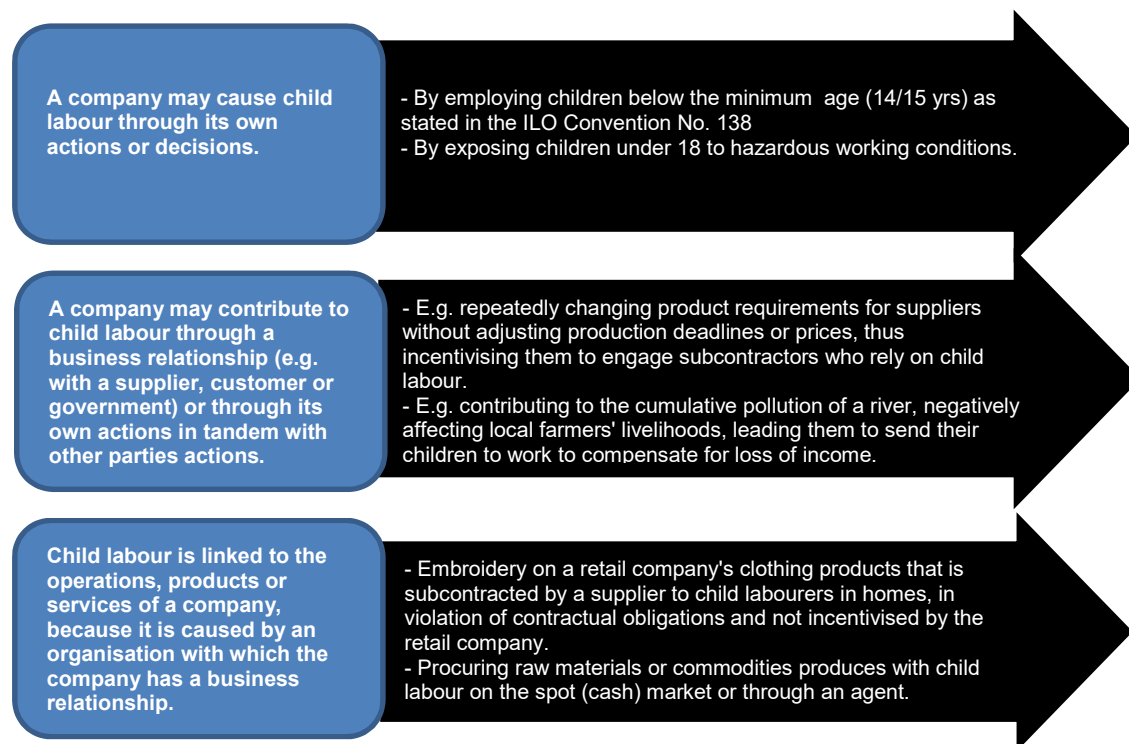 A company may cause child
labour through its own
actions or decisions.
- By employing children below the minimum  age (14/15 yrs) as
stated in the ILO Convention No. 138
- By exposing children under 18 to hazardous working conditions.
A company may contribute to
child labour through a
business relationship (e.g.
with a supplier, customer or
government) or through its
own actions in tandem with
other parties actions.
- E.g. repeatedly changing product requirements for suppliers
without adjusting production deadlines or prices, thus
incentivising them to engage subcontractors who rely on child
labour.
- E.g. contributing to the cumulative pollution of a river, negatively
affecting local farmers' livelihoods, leading them to send their
children to work to compensate for loss of income.
Child labour is linked to the
operations, products or
services of a company,
because it is caused by an
organisation with which the
company has a business
relationship.
- Embroidery on a retail company's clothing products that is
subcontracted by a supplier to child labourers in homes, in
violation of contractual obligations and not incentivised by the
retail company.
- Procuring raw materials or commodities produces with child
labour on the spot (cash) market or through an agent.